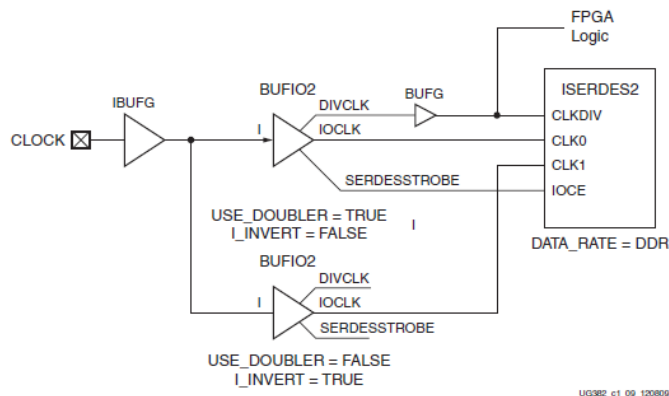 FPGA
Logic
IBUFG
BUFIO2
BUFG
ISERDES2
DIVCLK
CLKDIV
CLOCK
I
IOCLK
CLK0
CLK1
SERDESSTROBE
IOCE
USE_DOUBLER = TRUE
I_INVERT = FALSE
I
DATA_RATE = DDR
BUFIO2
DIVCLK
I
IOCLK
SERDESSTROBE
USE_DOUBLER = FALSE
I_INVERT = TRUE
UG382_c1_09_120809